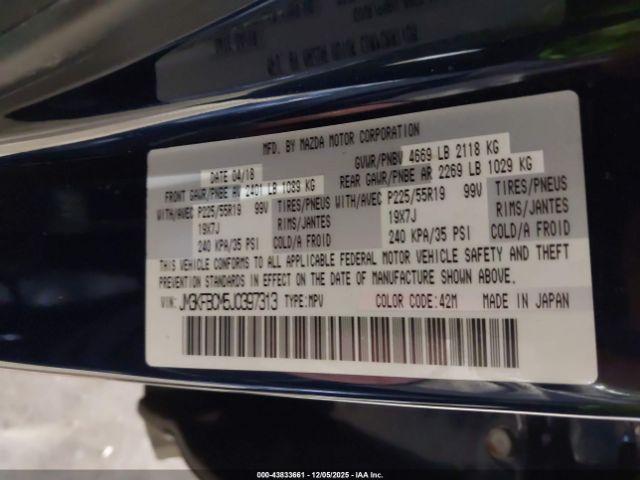 MFD. BY MAZDA MOTOR CORPORATION
DATE 04/18 GVWR/PNBV 4669 LB 2118 KG
FRONT GAWR/PNBE AV 2401 LB 1089 KG REAR GAWR/PNBE AR 2269 LB 1029 KG
WITH/AVEC P225/55R19 99V TIRES/PNEUS WITH/AVEC P225/55R19 99V TIRES/PNEUS
19X7J RIMS/JANTES 19X7J RIMS/JANTES
240 KPA/35 PSI COLD/A FROID 240 KPA/35 PSI COLD/A FROID
THIS VEHICLE CONFORMS TO ALL APPLICABLE FEDERAL MOTOR VEHICLE SAFETY AND THEFT
PREVENTION STANDARDS IN EFFECT ON THE DATE OF MANUFACTURE SHOWN ABOVE.
VIN: JM3KFBCM5J0397313 TYPE:MPV COLOR CODE:42M MADE IN JAPAN
000-43833661 - 12/05/2025 - IAA Inc.